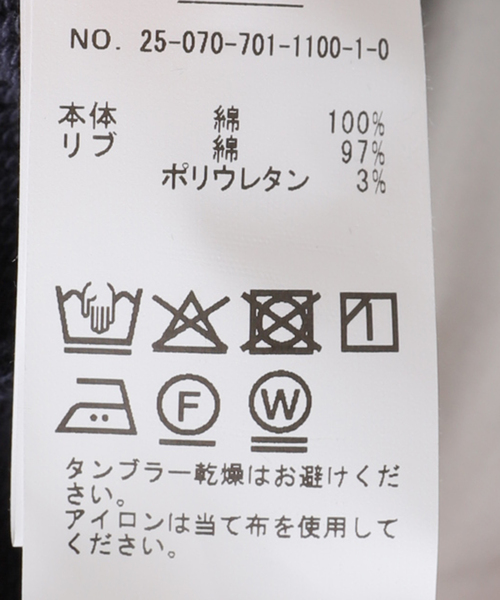 NO. 25-070-701-1100-1-0
本体 綿 100%
リブ 綿 97%
ポリウレタン 3%
F W
タンブラー乾燥はお避けくだ
さい。
アイロンは当て布を使用して
ください。